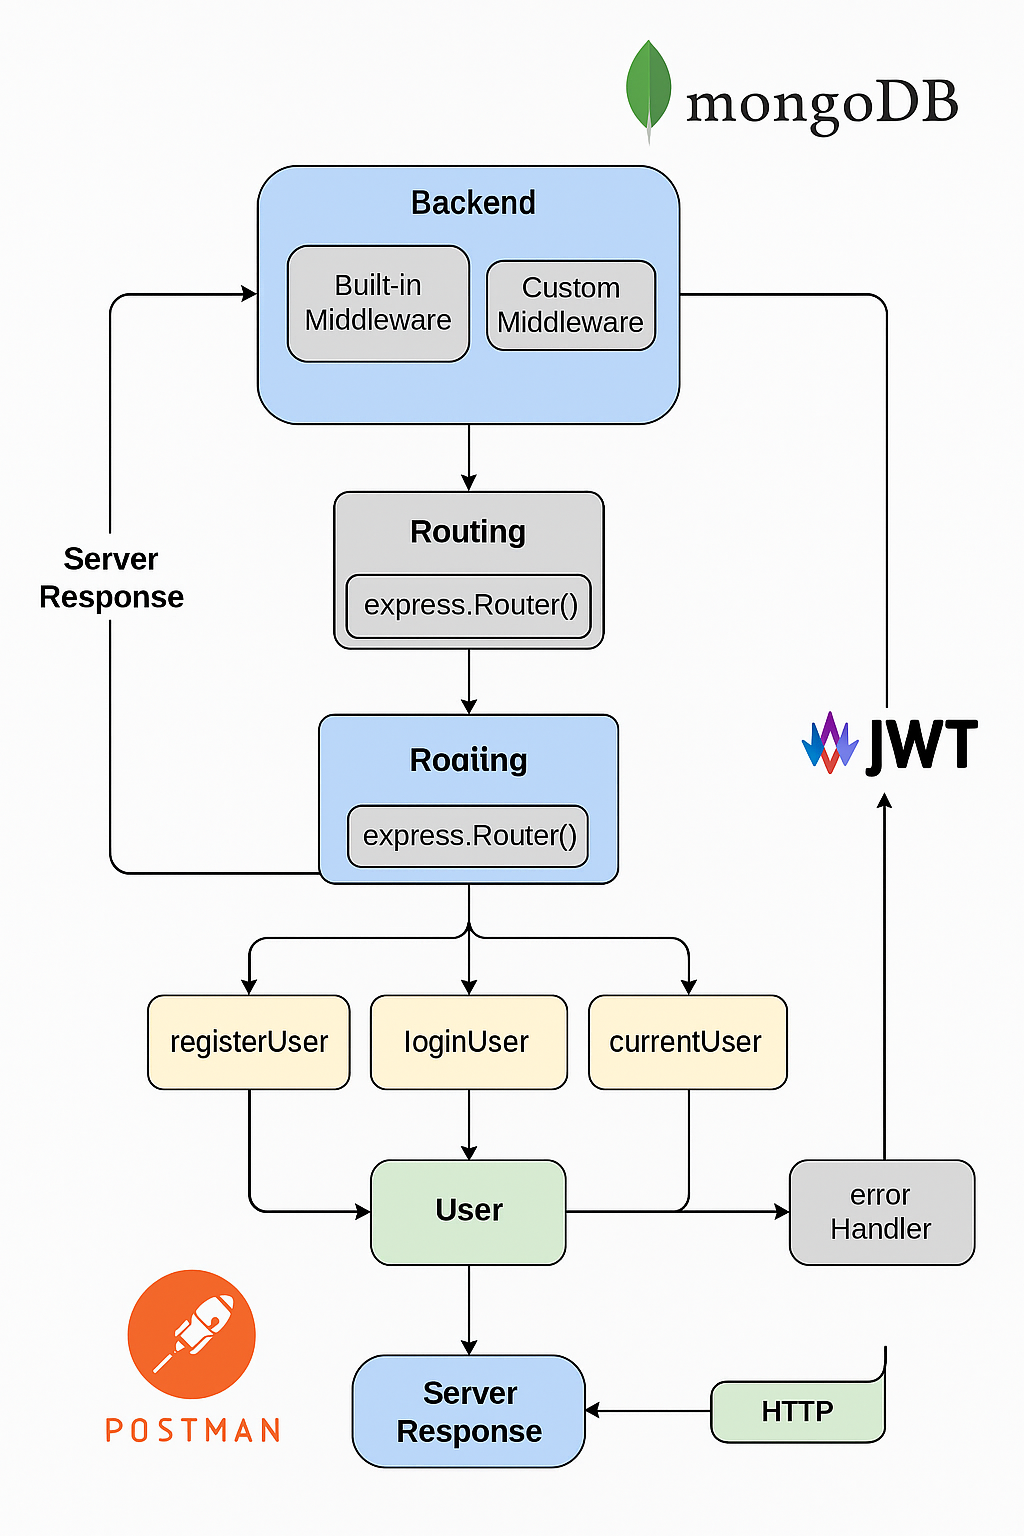 mongoDB
Backend
Built-in
Middleware
Custom
Middleware
Routing
express.Router()
Server
Response
express.Router()
JWT
registerUser
loginUser
currentUser
User
error
Handler
POSTMAN
Server
Response
HTTP